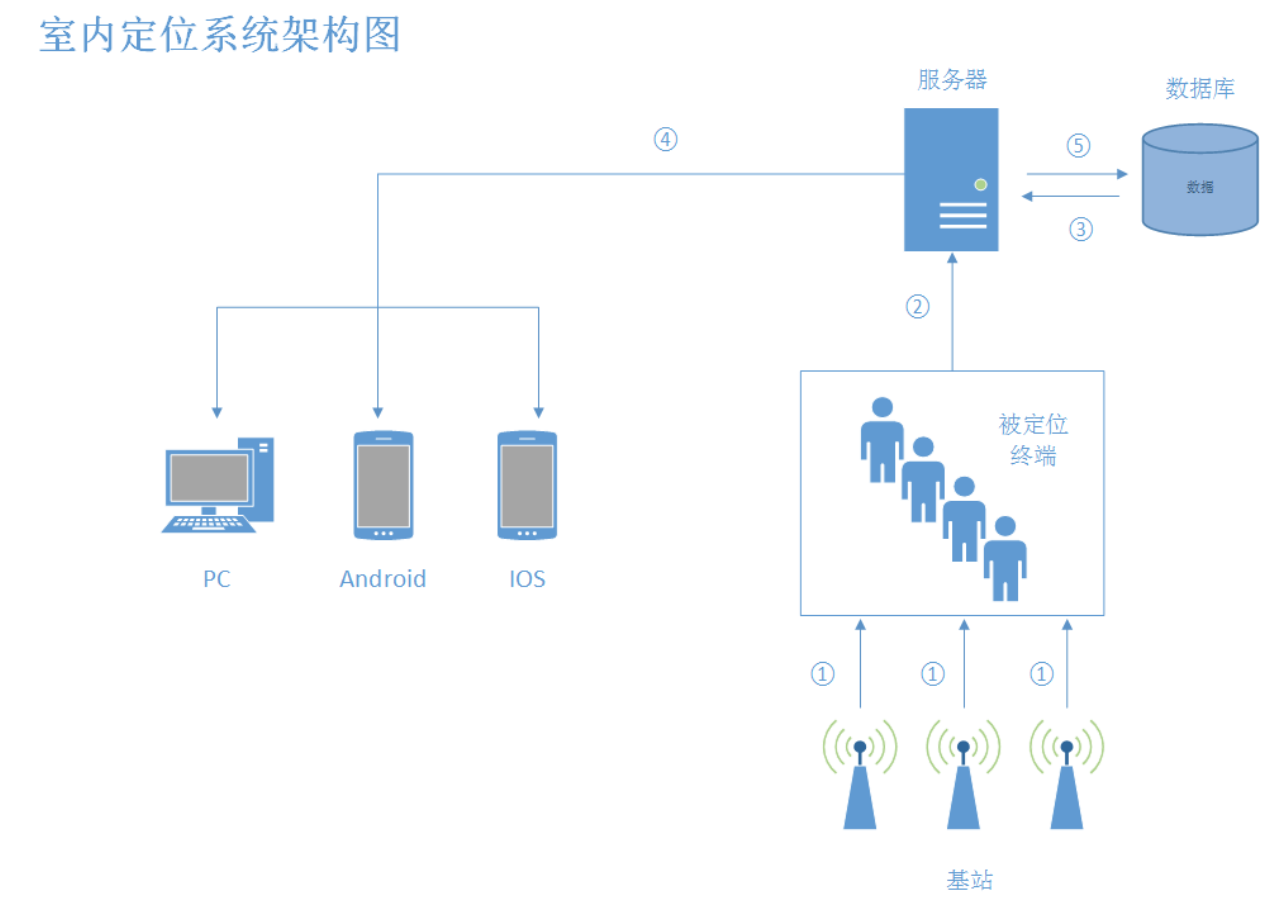 室内定位系统架构图
服务器
数据库
④
⑤
数据
③
②
被定位
终端
PC
Android
IOS
①
①
①
基站